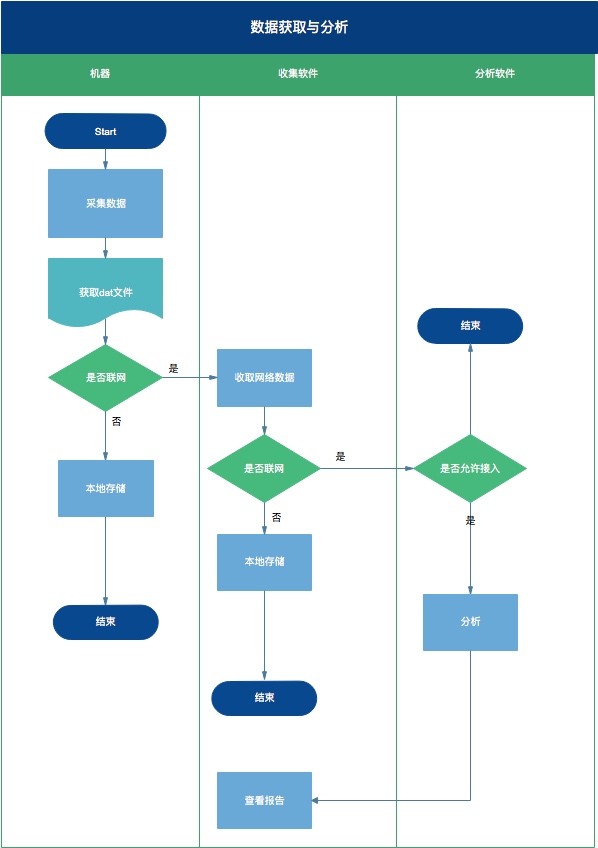 数据获取与分析
机器
收集软件
分析软件
Start
采集数据
获取dat文件
是否联网
是
否
本地存储
结束
收取网络数据
是否联网
是
否
本地存储
结束
查看报告
结束
是否允许接入
是
分析